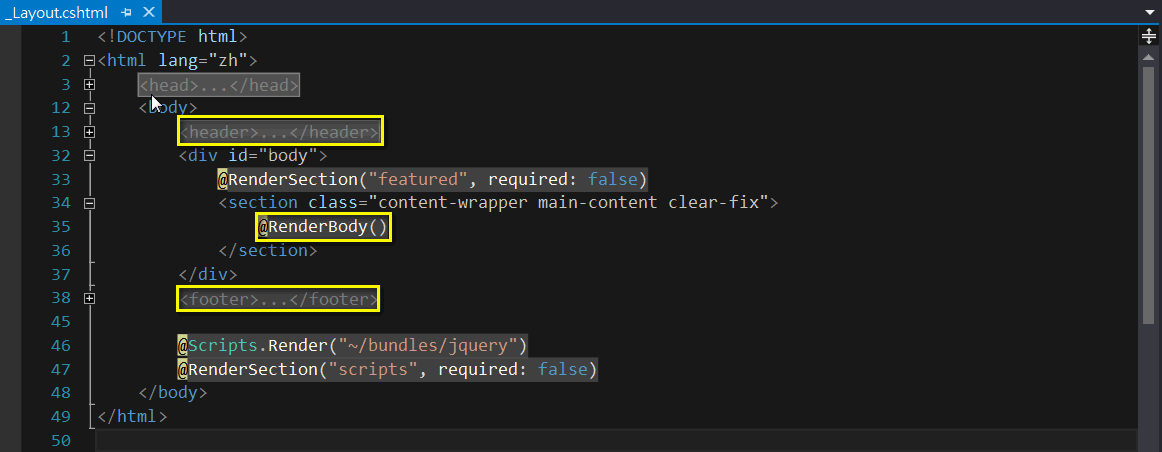 _Layout.cshtml
1 <!DOCTYPE html>
2 <html lang="zh">
3 <head>...</head>
12 <body>
13 <header>...</header>
32 <div id="body">
33 @RenderSection("featured", required: false)
34 <section class="content-wrapper main-content clear-fix">
35 @RenderBody()
36 </section>
37 </div>
38 <footer>...</footer>
45
46 @Scripts.Render("~/bundles/jquery")
47 @RenderSection("scripts", required: false)
48 </body>
49 </html>
50